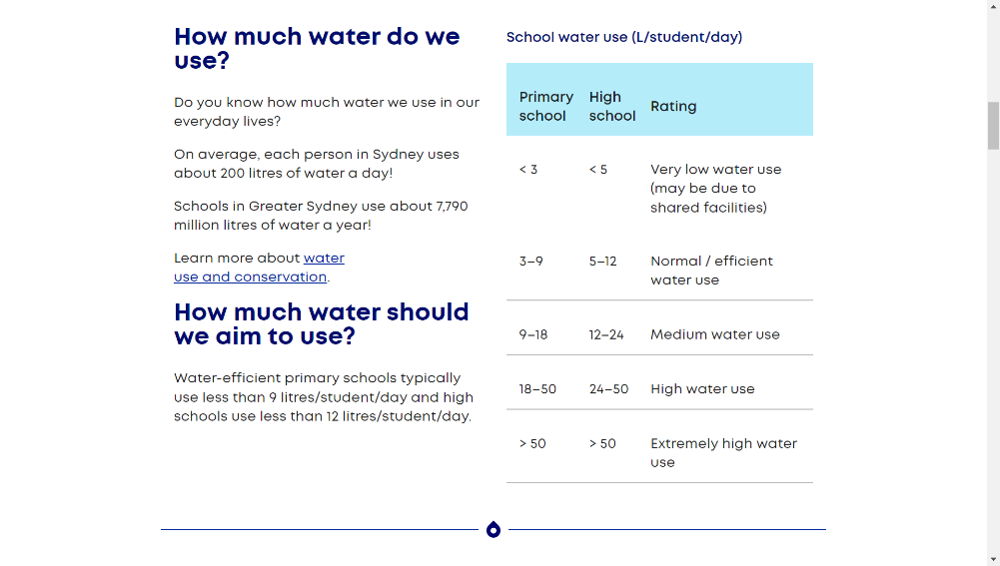 How much water do we
use?
Do you know how much water we use in our
everyday lives?
On average, each person in Sydney uses
about 200 litres of water a day!
Schools in Greater Sydney use about 7,790
million litres of water a year!
Learn more about water
use and conservation.
How much water should
we aim to use?
Water-efficient primary schools typically
use less than 9 litres/student/day and high
schools use less than 12 litres/student/day.
School water use (L/student/day)
Primary school High school Rating
< 3 < 5 Very low water use
(may be due to
shared facilities)
3–9 5–12 Normal / efficient
water use
9–18 12–24 Medium water use
18–50 24–50 High water use
> 50 > 50 Extremely high water
use